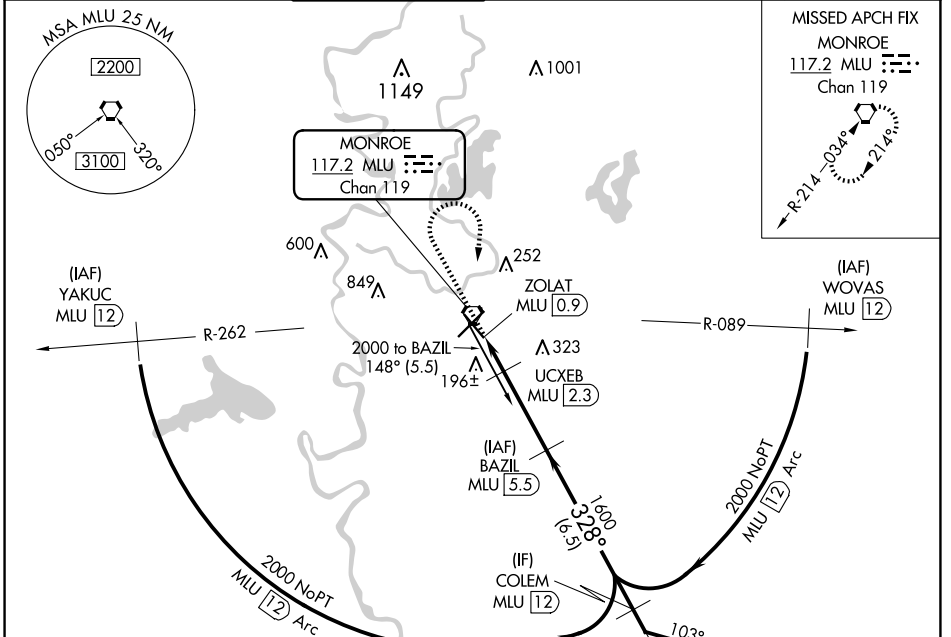 MSA MLU 25 NM
2200
050°
320°
3100
1149
1001
MISSED APCH FIX
MONROE
117.2 MLU
Chan 119
034°
214°
R-214
MONROE
117.2 MLU
Chan 119
600
849
252
(IAF)
YAKUC
MLU 12
R-262
ZOLAT
MLU 0.9
(IAF)
WOVAS
MLU 12
R-089
2000 to BAZIL
148° (5.5)
196±
323
UCXEB
MLU 2.3
(IAF)
BAZIL
MLU 5.5
1600
328°
(6.5)
2000 NoPT
MLU 12 Arc
(IF)
COLEM
MLU 12
2000 NoPT
MLU 12 Arc
103°